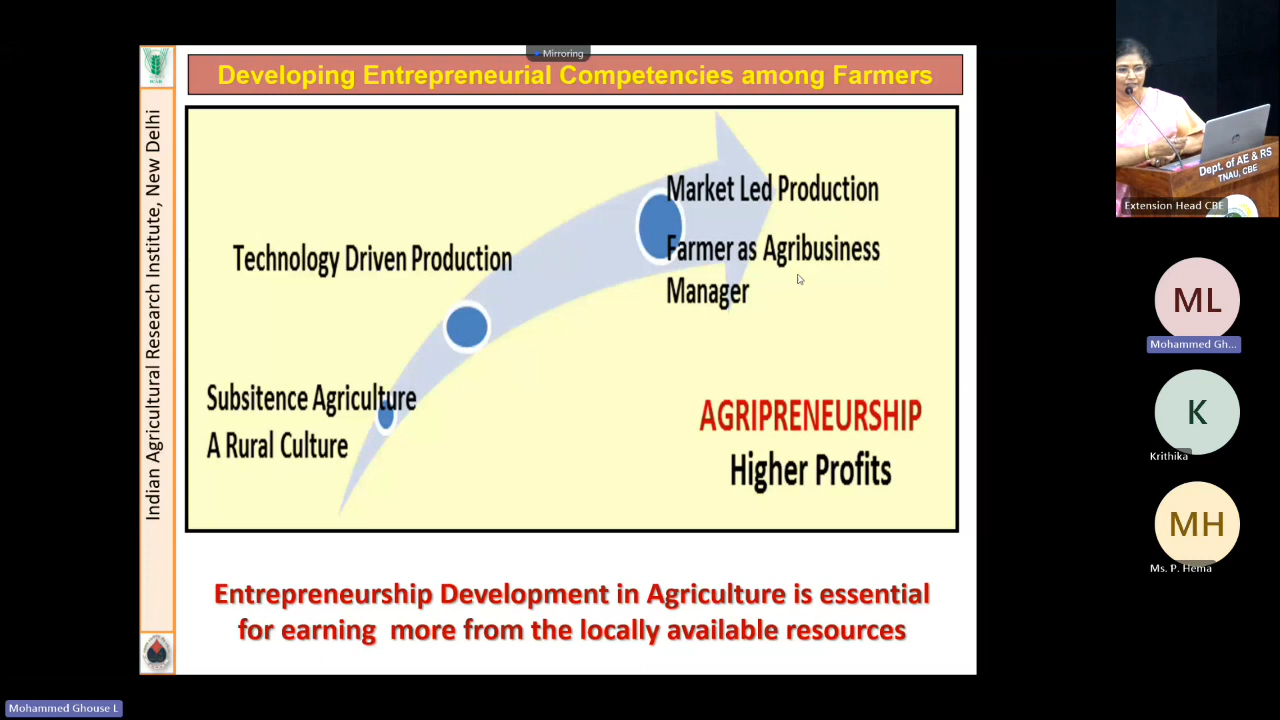 Mirroring
Developing Entrepreneurial Competencies among Farmers
Indian Agricultural Research Institute, New Delhi
Market Led Production
Technology Driven Production
Farmer as Agribusiness
Manager
Subsitence Agriculture
A Rural Culture
AGRIPRENEURSHIP
Higher Profits
Entrepreneurship Development in Agriculture is essential
for earning more from the locally available resources
Dept. of AE & RS
TNAU, CBE
Extension Head CBE
ML
Mohammed Gh...
K
Krithika
MH
Ms. P. Hema
Mohammed Ghouse L